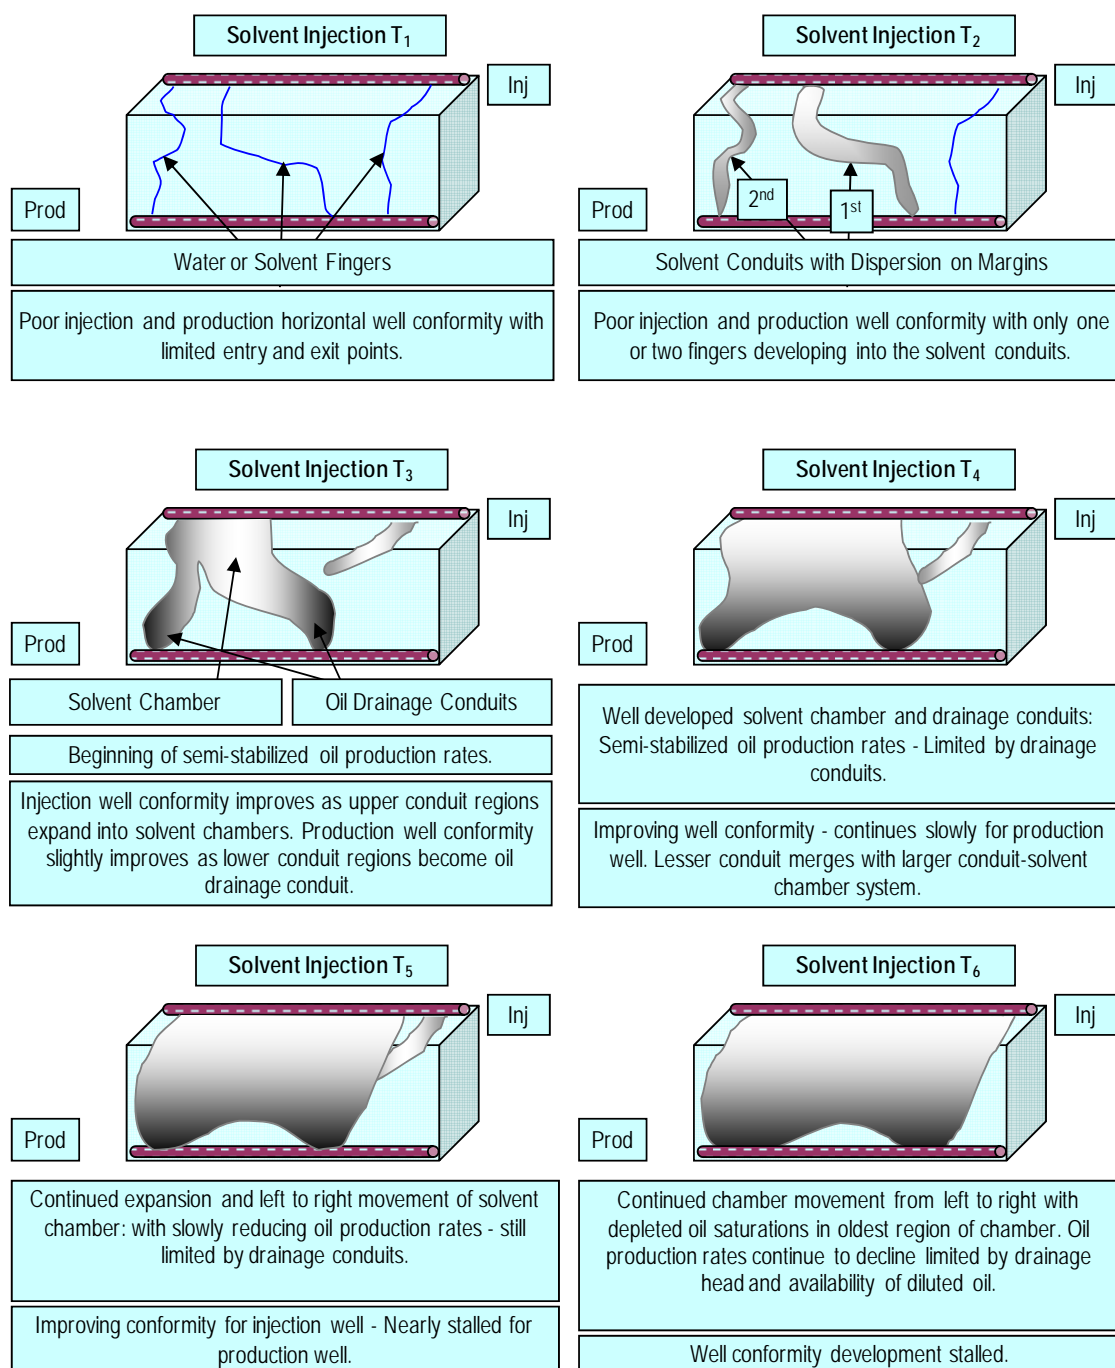 Solvent Injection T₁
Inj
Prod
Water or Solvent Fingers
Poor injection and production horizontal well conformity with
limited entry and exit points.
Solvent Injection T₂
Inj
Prod
2nd
1st
Solvent Conduits with Dispersion on Margins
Poor injection and production well conformity with only one
or two fingers developing into the solvent conduits.
Solvent Injection T₃
Inj
Prod
Solvent Chamber
Oil Drainage Conduits
Beginning of semi-stabilized oil production rates.
Injection well conformity improves as upper conduit regions
expand into solvent chambers. Production well conformity
slightly improves as lower conduit regions become oil
drainage conduit.
Solvent Injection T₄
Inj
Prod
Well developed solvent chamber and drainage conduits:
Semi-stabilized oil production rates - Limited by drainage
conduits.
Improving well conformity - continues slowly for production
well. Lesser conduit merges with larger conduit-solvent
chamber system.
Solvent Injection T₅
Inj
Prod
Continued expansion and left to right movement of solvent
chamber: with slowly reducing oil production rates - still
limited by drainage conduits.
Improving conformity for injection well - Nearly stalled for
production well.
Solvent Injection T₆
Inj
Prod
Continued chamber movement from left to right with
depleted oil saturations in oldest region of chamber. Oil
production rates continue to decline limited by drainage
head and availability of diluted oil.
Well conformity development stalled.